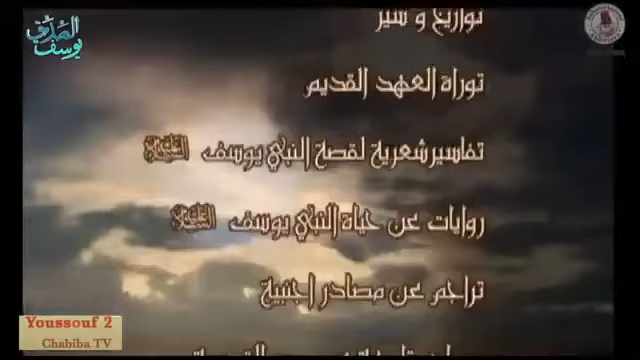 يوسف الصديق
تواريخ و سير
توراة العهد القديم
تفاسير شعرية لقصة النبي يوسف
روايات عن حياة النبي يوسف
تراجم عن مصادر اجنبية
Youssouf 2
Chabiba TV